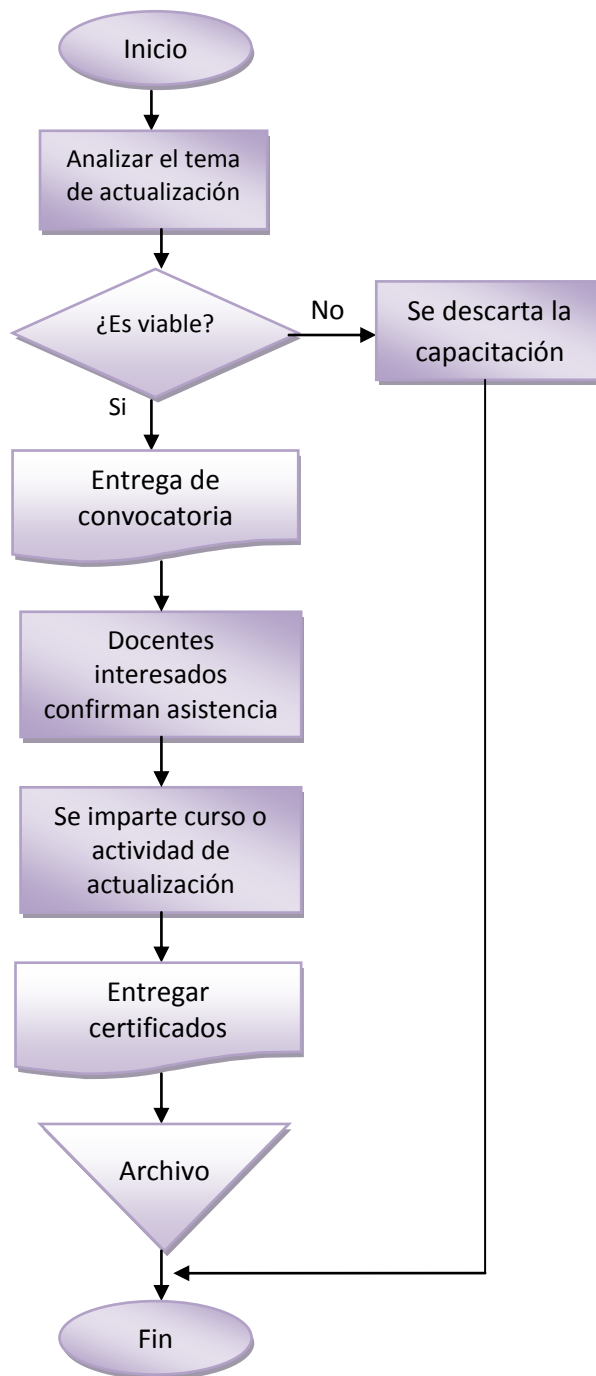 Inicio
Analizar el tema
de actualización
¿Es viable?
No
Se descarta la
capacitación
Si
Entrega de
convocatoria
Docentes
interesados
confirman asistencia
Se imparte curso o
actividad de
actualización
Entregar
certificados
Archivo
Fin